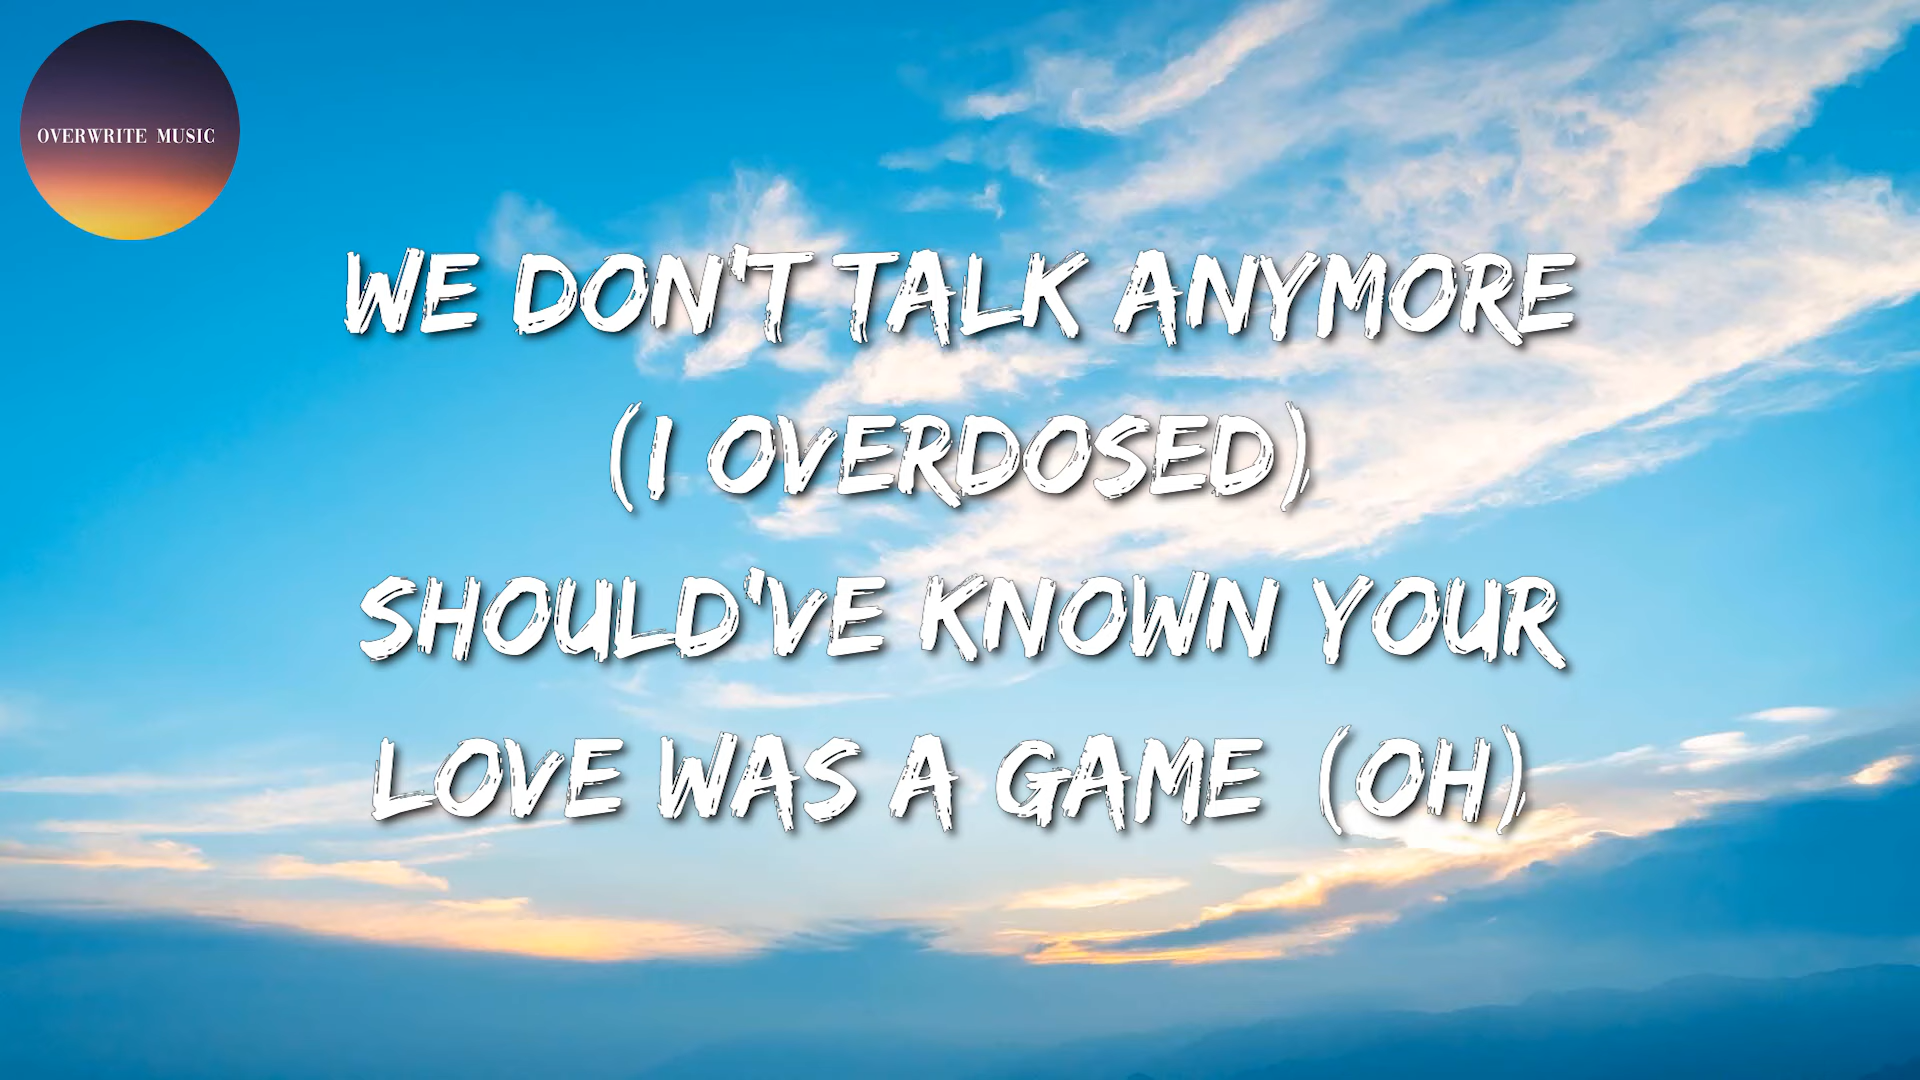 OVERWRITE MUSIC
WE DON'T TALK ANYMORE
(I OVERDOSED)
SHOULD'VE KNOWN YOUR
LOVE WAS A GAME (OH)